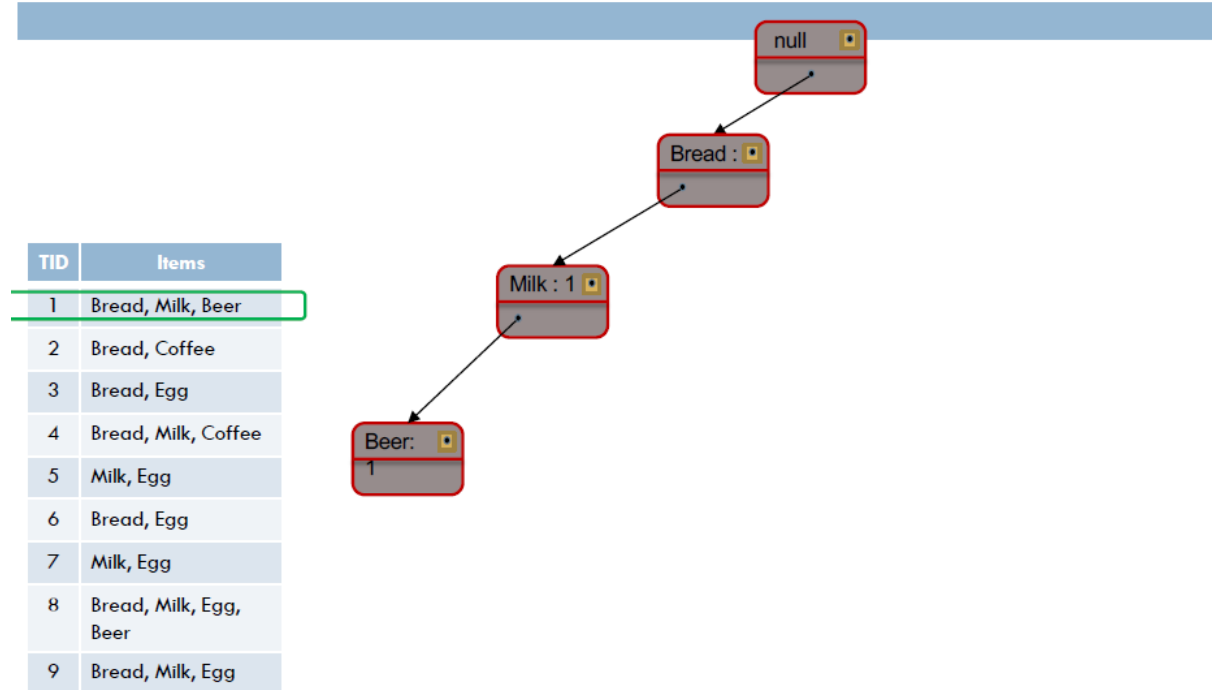 null
Bread :
Milk : 1
Beer:
1
TID Items
1 Bread, Milk, Beer
2 Bread, Coffee
3 Bread, Egg
4 Bread, Milk, Coffee
5 Milk, Egg
6 Bread, Egg
7 Milk, Egg
8 Bread, Milk, Egg,
Beer
9 Bread, Milk, Egg